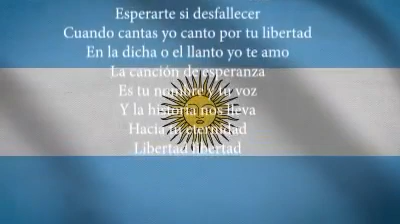 Esperarte si desfallecer
Cuando cantas yo canto por tu libertad
En la dicha o el llanto yo te amo
La canción de esperanza
Es tu nombre y tu voz
Y la historia nos lleva
Hacia tu eternidad
Libertad libertad